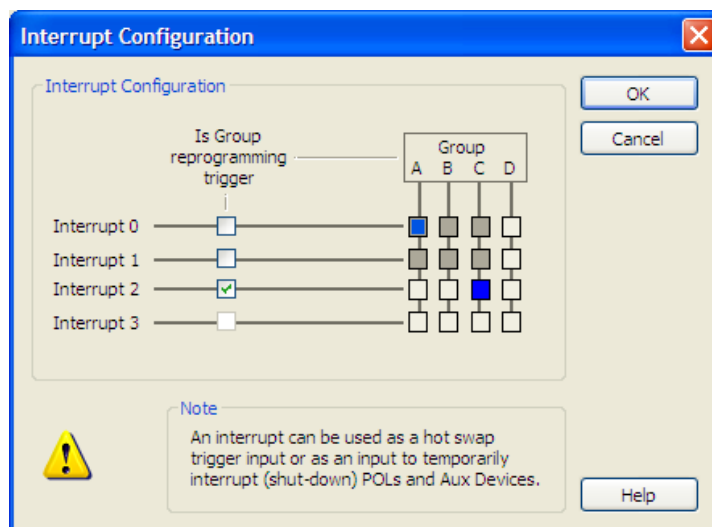 Interrupt Configuration
Interrupt Configuration
OK
Cancel
Is Group
reprogramming
trigger
Group
A B C D
Interrupt 0
Interrupt 1
Interrupt 2
Interrupt 3
Note
An interrupt can be used as a hot swap
trigger input or as an input to temporarily
interrupt (shut-down) POLs and Aux Devices.
Help